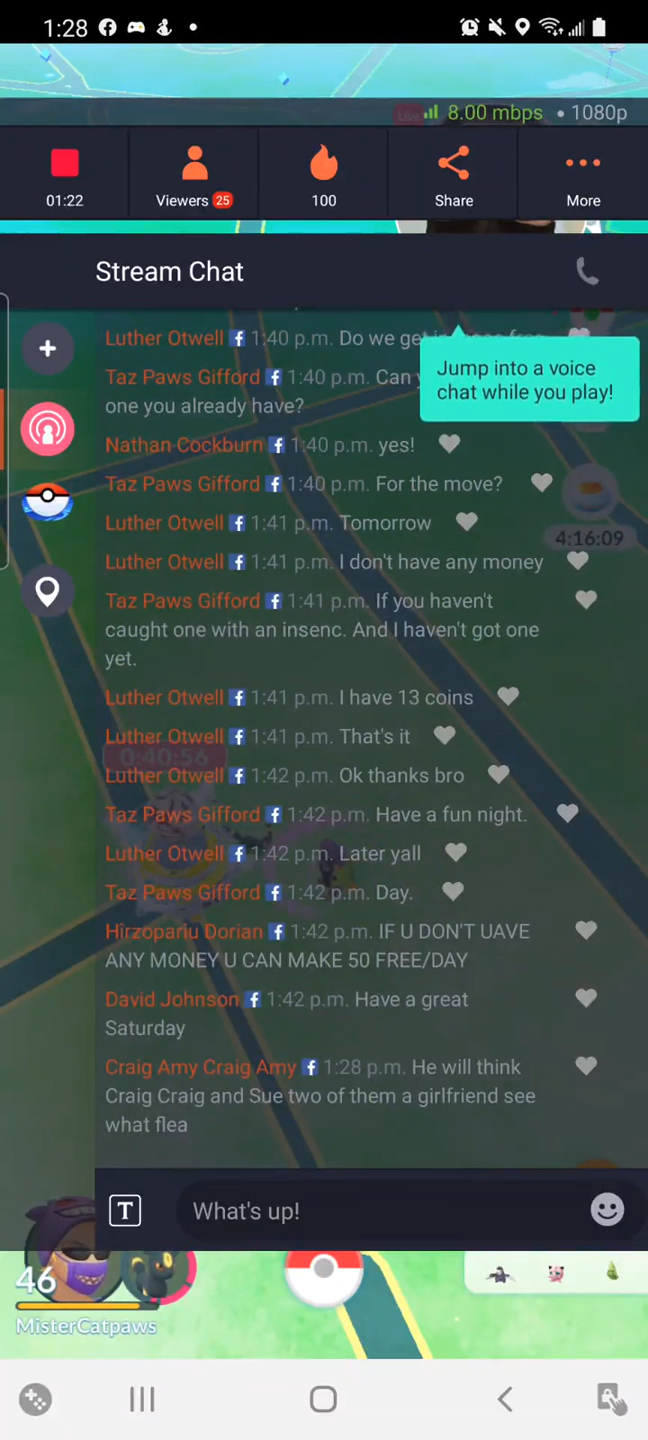 1:28
Live 8.00 mbps • 1080p
01:22
Viewers 25
100
Share
More
Stream Chat
Luther Otwell 1:40 p.m. Do we get
Jump into a voice
chat while you play!
Taz Paws Gifford 1:40 p.m. Can
one you already have?
Nathan Cockburn 1:40 p.m. yes!
Taz Paws Gifford 1:40 p.m. For the move?
4:16:09
Luther Otwell 1:41 p.m. Tomorrow
Luther Otwell 1:41 p.m. I don't have any money
Taz Paws Gifford 1:41 p.m. If you haven't
caught one with an insenc. And I haven't got one
yet.
Luther Otwell 1:41 p.m. I have 13 coins
Luther Otwell 1:41 p.m. That's it
0:40:56
Luther Otwell 1:42 p.m. Ok thanks bro
Taz Paws Gifford 1:42 p.m. Have a fun night.
Luther Otwell 1:42 p.m. Later yall
Taz Paws Gifford 1:42 p.m. Day.
Hirzopariu Dorian 1:42 p.m. IF U DON'T UAVE
ANY MONEY U CAN MAKE 50 FREE/DAY
David Johnson 1:42 p.m. Have a great
Saturday
Craig Amy Craig Amy 1:28 p.m. He will think
Craig Craig and Sue two of them a girlfriend see
what flea
T What's up!
46
MisterCatpaws